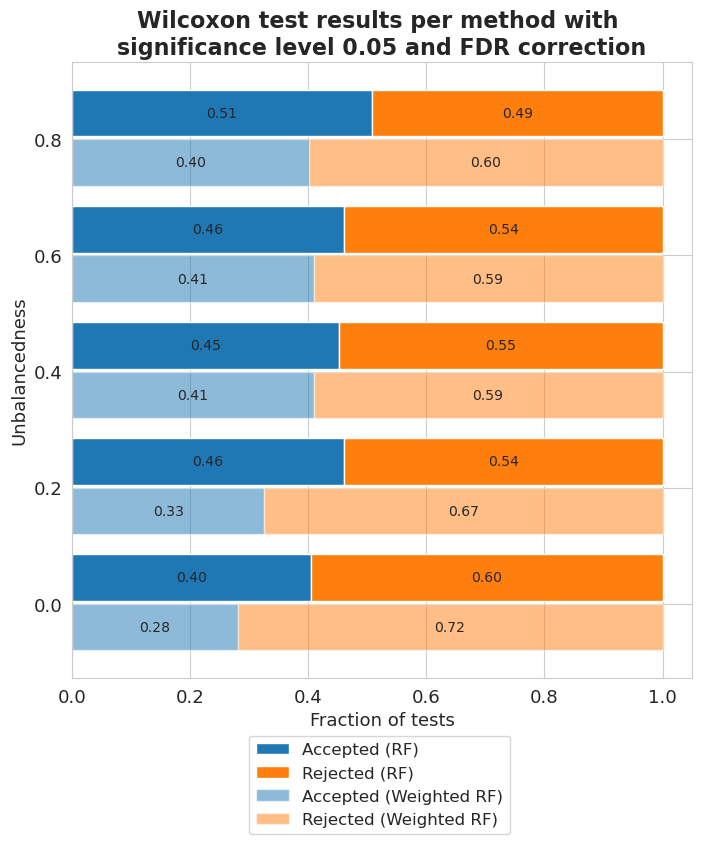 Wilcoxon test results per method with
significance level 0.05 and FDR correction
Unbalancedness
0.8
0.51 0.49
0.40 0.60
0.6
0.46 0.54
0.41 0.59
0.4
0.45 0.55
0.41 0.59
0.2
0.46 0.54
0.33 0.67
0.0
0.40 0.60
0.28 0.72
0.0 0.2 0.4 0.6 0.8 1.0
Fraction of tests
Accepted (RF)
Rejected (RF)
Accepted (Weighted RF)
Rejected (Weighted RF)